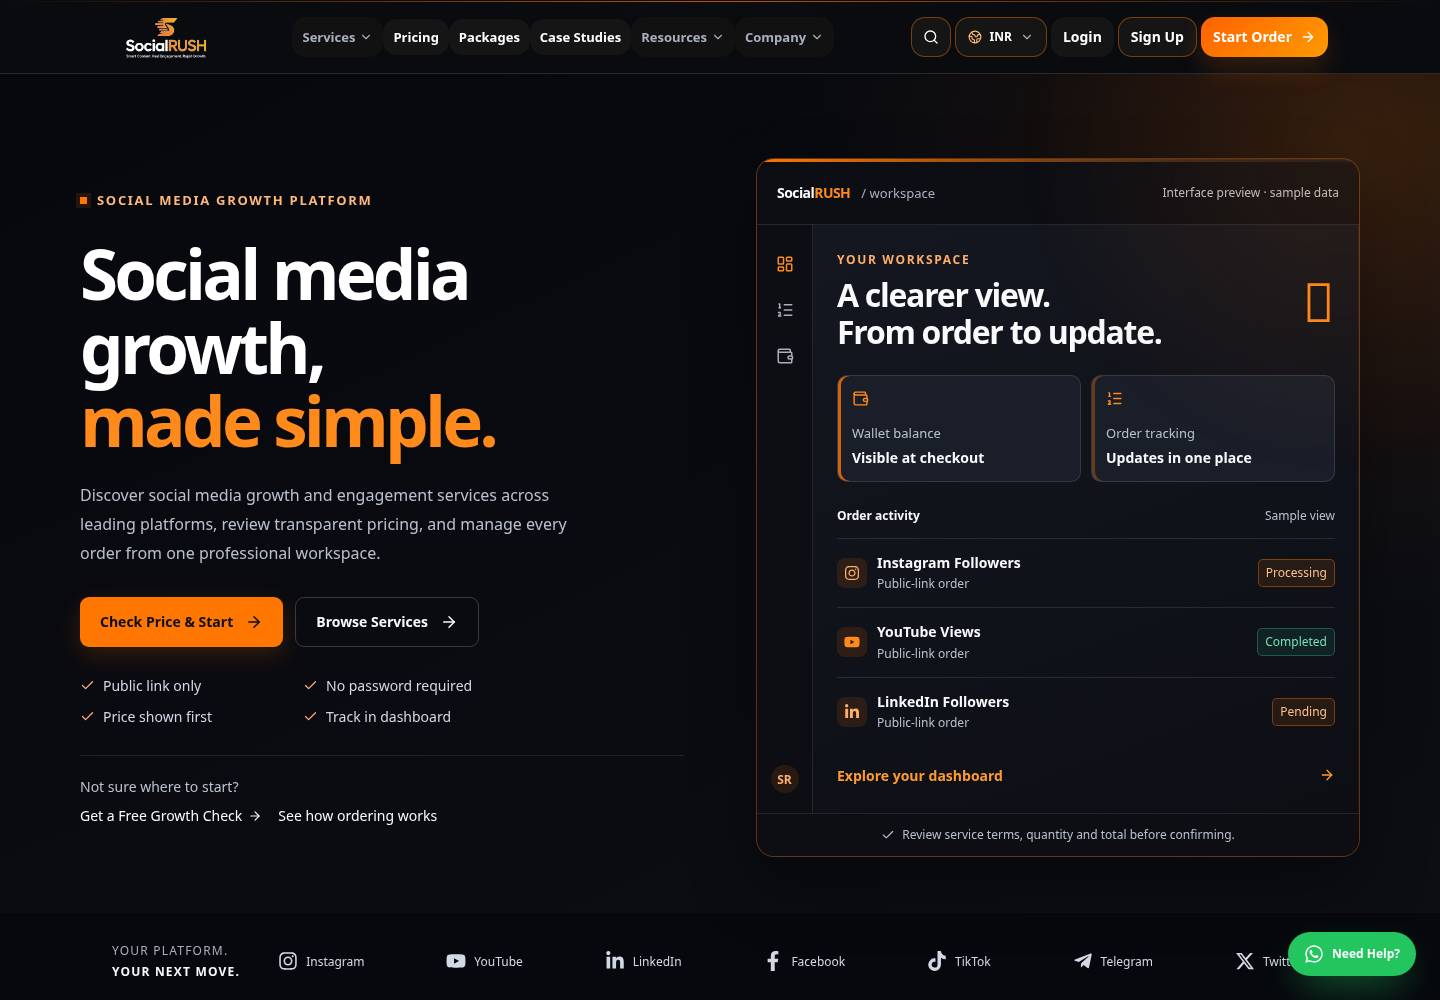 SocialRUSH
Smart Content. Real Engagement. Rapid Growth.
Services
Pricing
Packages
Case Studies
Resources
Company
INR
Login
Sign Up
Start Order
SOCIAL MEDIA GROWTH PLATFORM
Social media
growth,
made simple.
Discover social media growth and engagement services across
leading platforms, review transparent pricing, and manage every
order from one professional workspace.
Check Price & Start
Browse Services
Public link only
No password required
Price shown first
Track in dashboard
Not sure where to start?
Get a Free Growth Check
See how ordering works
SocialRUSH / workspace
Interface preview · sample data
YOUR WORKSPACE
A clearer view.
From order to update.
Wallet balance
Visible at checkout
Order tracking
Updates in one place
Order activity
Sample view
Instagram Followers
Public-link order
Processing
YouTube Views
Public-link order
Completed
LinkedIn Followers
Public-link order
Pending
SR
Explore your dashboard
Review service terms, quantity and total before confirming.
YOUR PLATFORM.
YOUR NEXT MOVE.
Instagram
YouTube
LinkedIn
Facebook
TikTok
Telegram
Need Help?